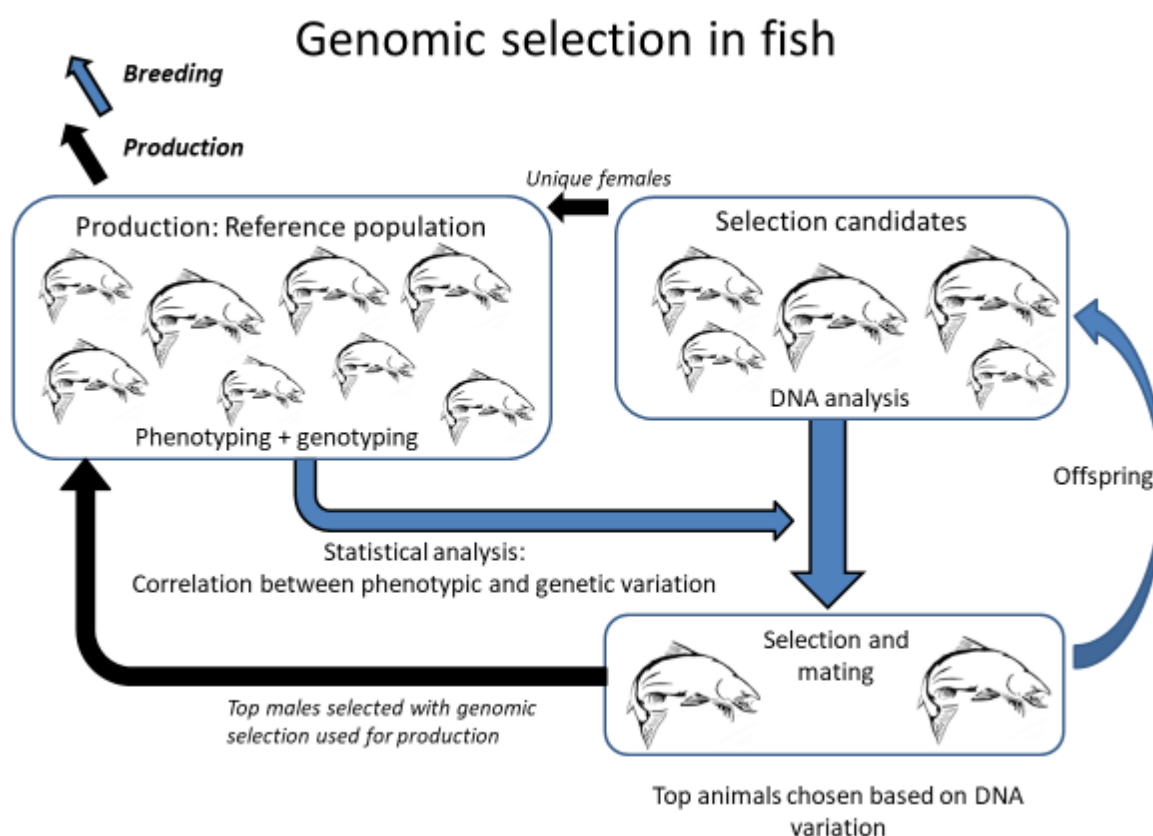 Genomic selection in fish
Breeding
Production
Unique females
Production: Reference population
Selection candidates
DNA analysis
Phenotyping + genotyping
Offspring
Statistical analysis:
Correlation between phenotypic and genetic variation
Selection and
mating
Top males selected with genomic
selection used for production
Top animals chosen based on DNA
variation